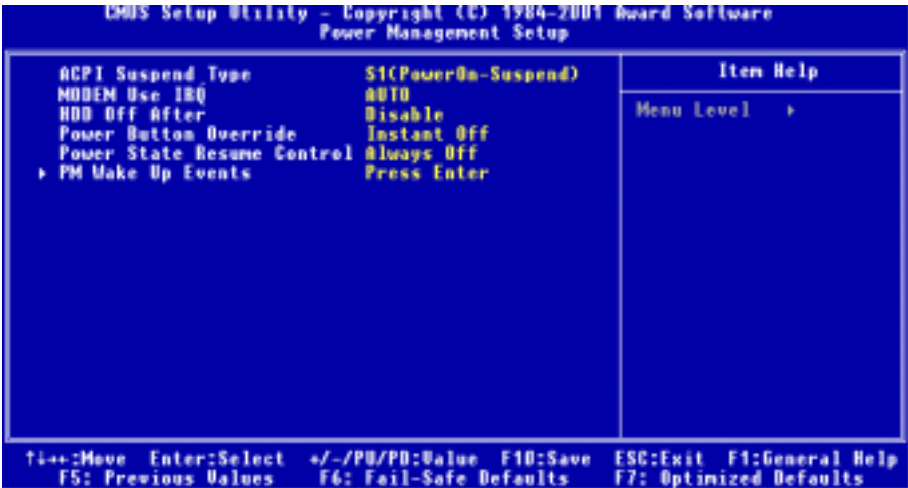 CMOS Setup Utility - Copyright (C) 1984-2001 Award Software
Power Management Setup
ACPI Suspend Type S1(PowerOn-Suspend)
MODEM Use IRQ AUTO
HDD Off After Disable
Power Button Override Instant Off
Power State Resume Control Always Off
PM Wake Up Events Press Enter
Item Help
Menu Level
↑↓↔:Move Enter:Select +/-/PU/PD:Value F10:Save ESC:Exit F1:General Help
F5: Previous Values F6: Fail-Safe Defaults F7: Optimized Defaults